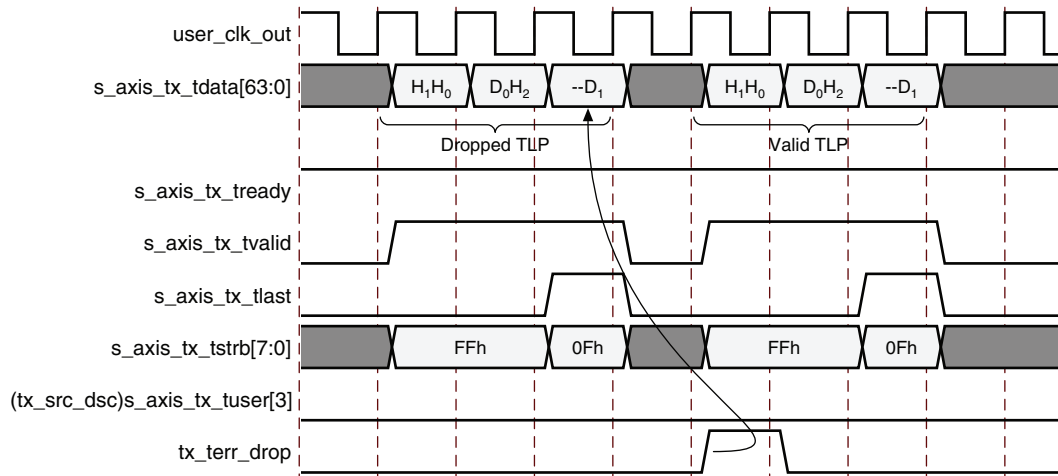 user_clk_out
s_axis_tx_tdata[63:0] H₁H₀ D₀H₂ --D₁ H₁H₀ D₀H₂ --D₁
Dropped TLP Valid TLP
s_axis_tx_tready
s_axis_tx_tvalid
s_axis_tx_tlast
s_axis_tx_tstrb[7:0] FFh 0Fh FFh 0Fh
(tx_src_dsc)s_axis_tx_tuser[3]
tx_terr_drop